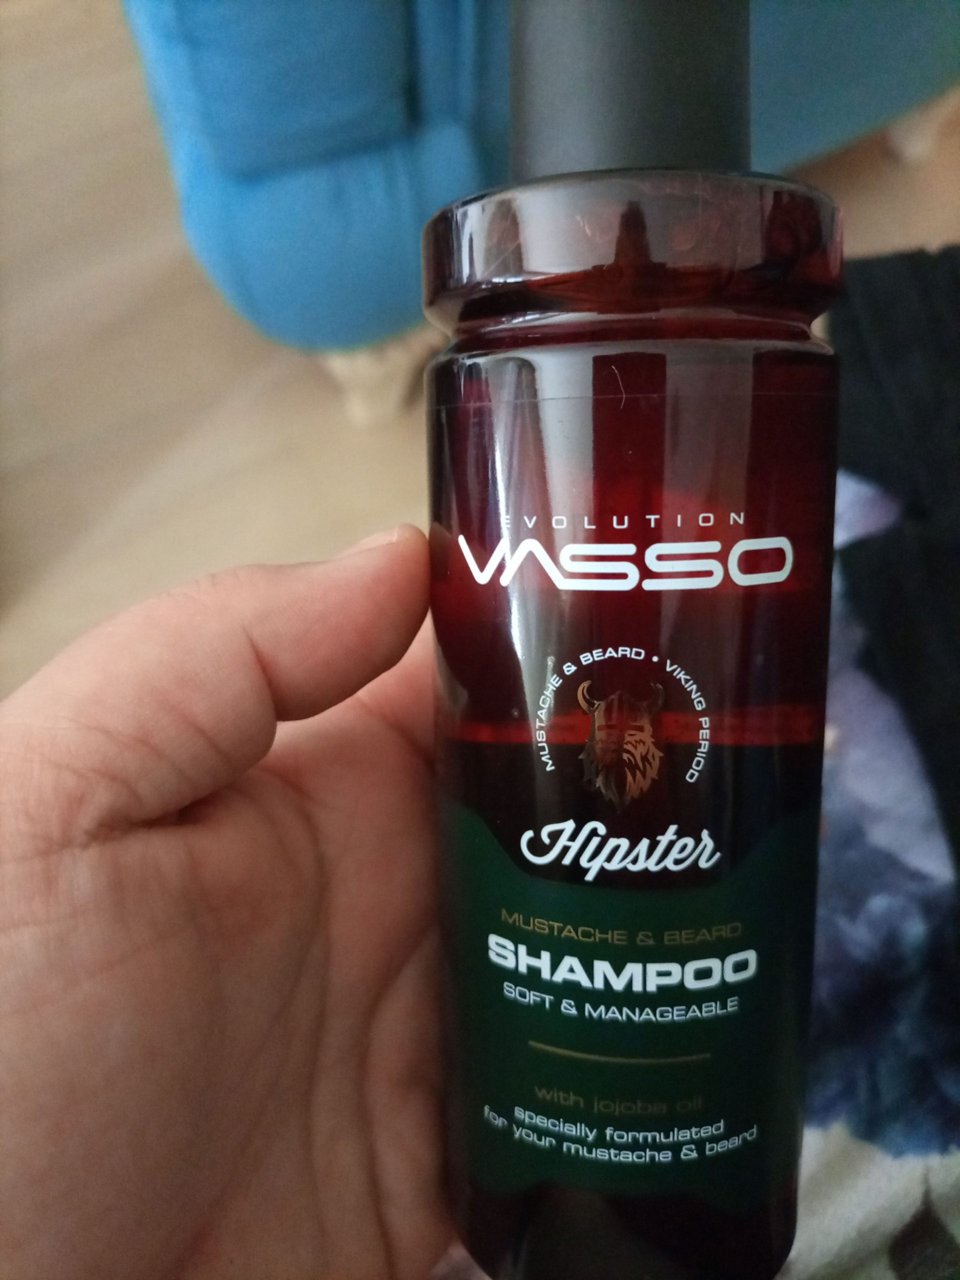 EVOLUTION
VASSO
MUSTACHE & BEARD • VIKING PERIOD
Hipster
MUSTACHE & BEARD
SHAMPOO
SOFT & MANAGEABLE
with jojoba oil
specially formulated
for your mustache & beard